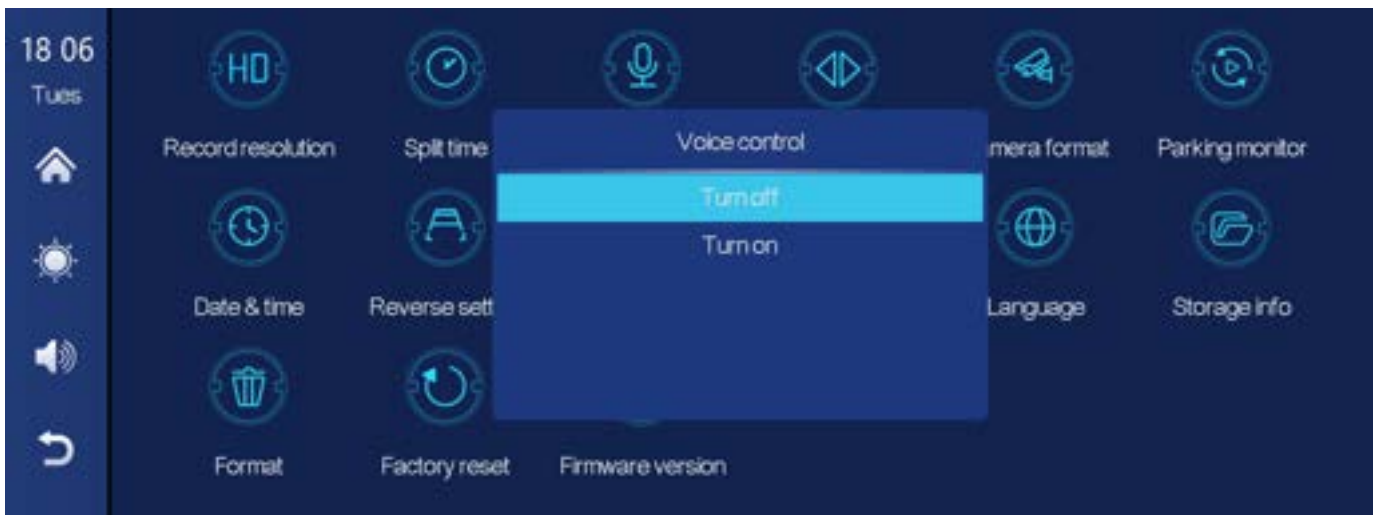 18 06
Tues
HD
Record resolution
Split time
Voice control
mera format
Parking monitor
Turn off
Turn on
Date & time
Reverse sett
Language
Storage info
Format
Factory reset
Firmware version